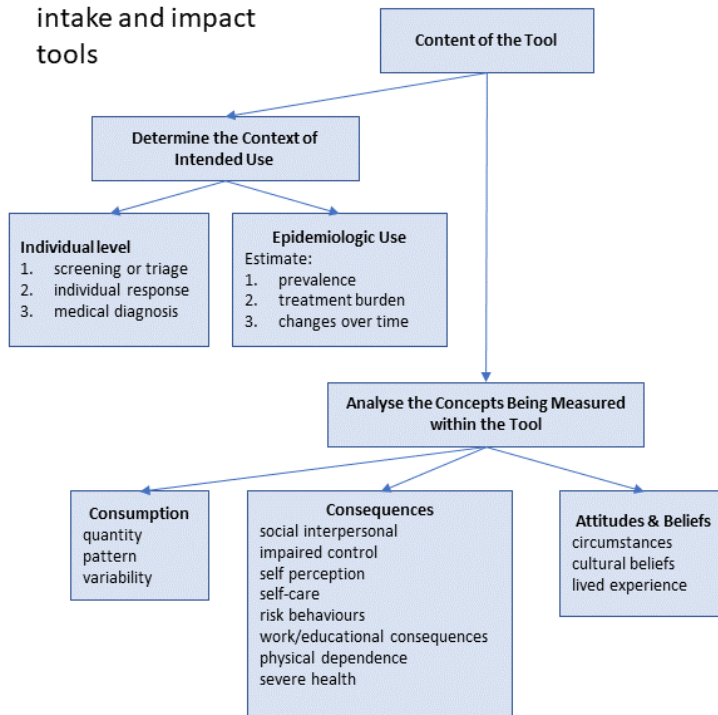 intake and impact
tools
Content of the Tool
Determine the Context of
Intended Use
Individual level
1. screening or triage
2. individual response
3. medical diagnosis
Epidemiologic Use
Estimate:
1. prevalence
2. treatment burden
3. changes over time
Analyse the Concepts Being Measured
within the Tool
Consumption
quantity
pattern
variability
Consequences
social interpersonal
impaired control
self perception
self-care
risk behaviours
work/educational consequences
physical dependence
severe health
Attitudes & Beliefs
circumstances
cultural beliefs
lived experience